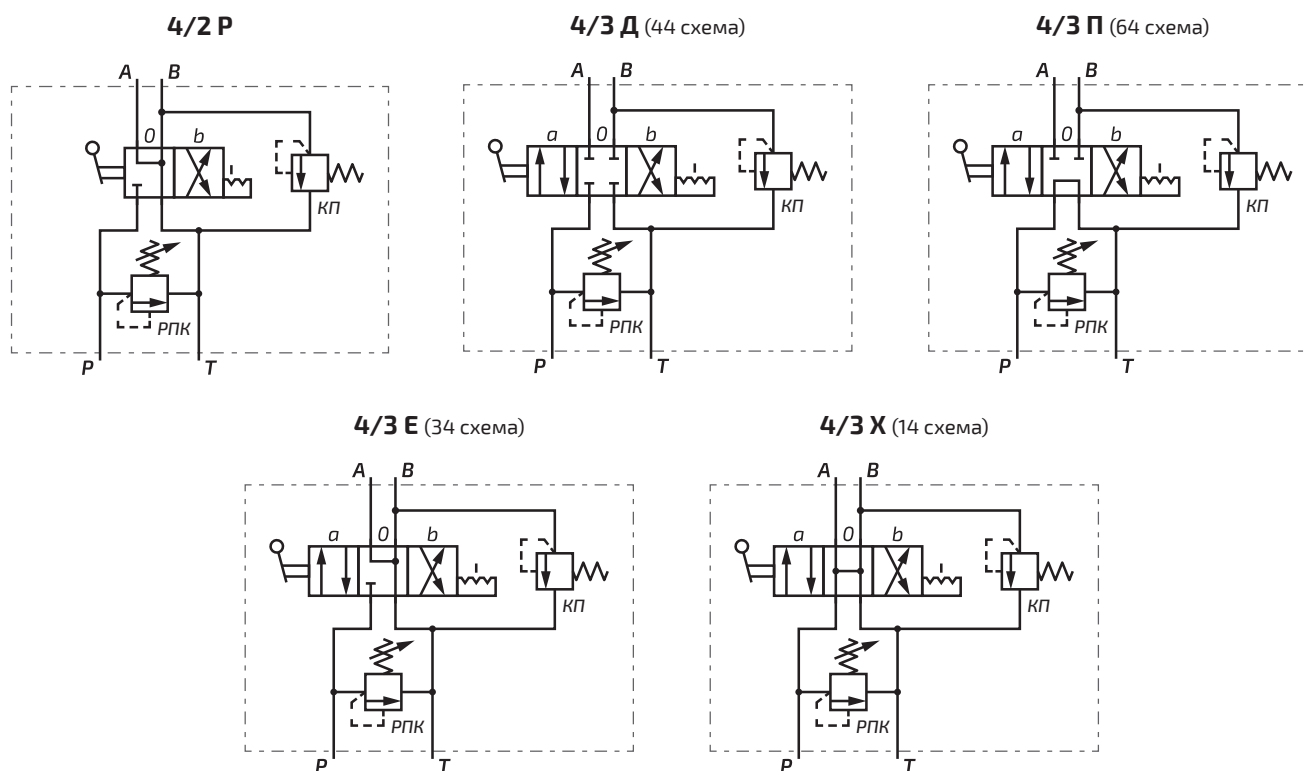 4/2 Р
4/3 Д (44 схема)
4/3 П (64 схема)
A B
A B
A B
0 b
a 0 b
a 0 b
КП
КП
КП
РПК
РПК
РПК
P T
P T
P T
4/3 Е (34 схема)
4/3 Х (14 схема)
A B
A B
a 0 b
a 0 b
КП
КП
РПК
РПК
P T
P T